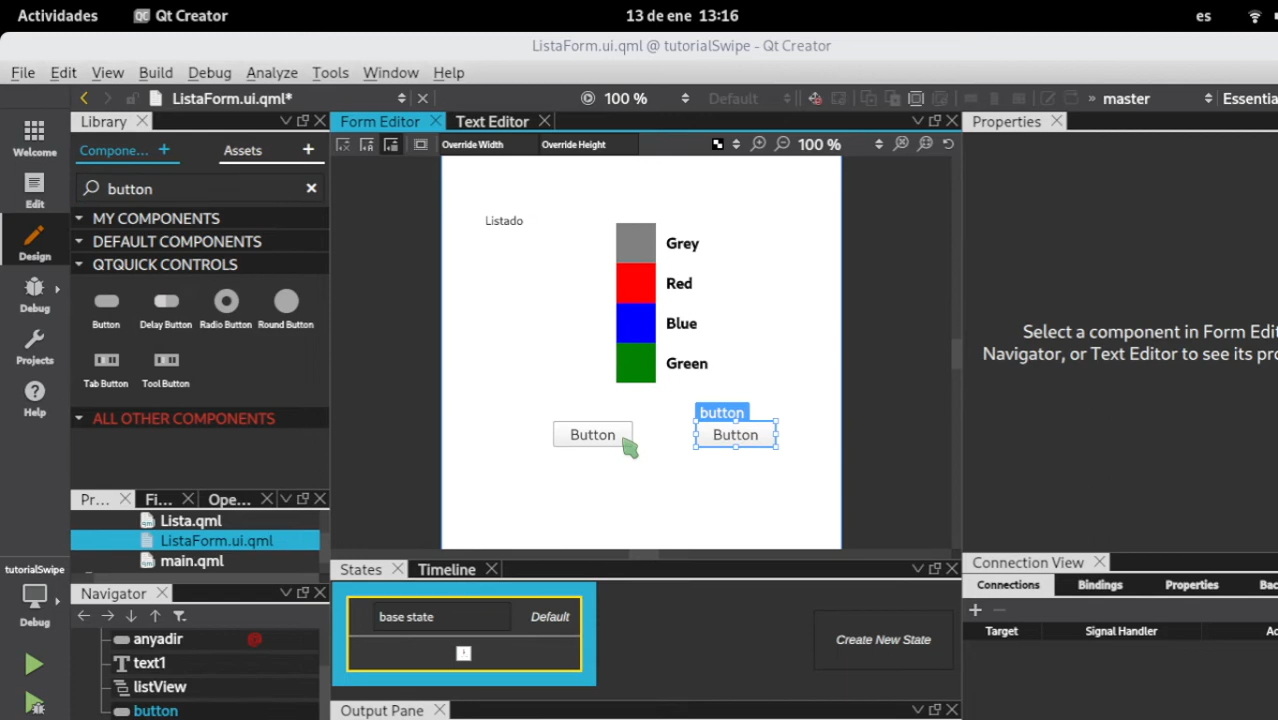 Actividades Qt Creator 13 de ene 13:16 es
ListaForm.ui.qml @ tutorialSwipe - Qt Creator
File Edit View Build Debug Analyze Tools Window Help
ListaForm.ui.qml* 100 % Default » master Essentia
Library Form Editor Text Editor Properties
Welcome
Compone... + Assets +
Override Width Override Height 100 %
button
Edit
MY COMPONENTS
DEFAULT COMPONENTS
QTQUICK CONTROLS
Design
Button Delay Button Radio Button Round Button
Debug
Tab Button Tool Button
Projects
Help
ALL OTHER COMPONENTS
Listado
Grey
Red
Blue
Green
button
Button Button
Select a component in Form Edit
Navigator, or Text Editor to see its pro
Pr... Fi... Ope...
Lista.qml
ListaForm.ui.qml
main.qml
tutorialSwipe
Debug
Navigator
anyadir
text1
listView
button
States Timeline
base state Default
Create New State
Output Pane
Connection View
Connections Bindings Properties Bac
Target Signal Handler Ac